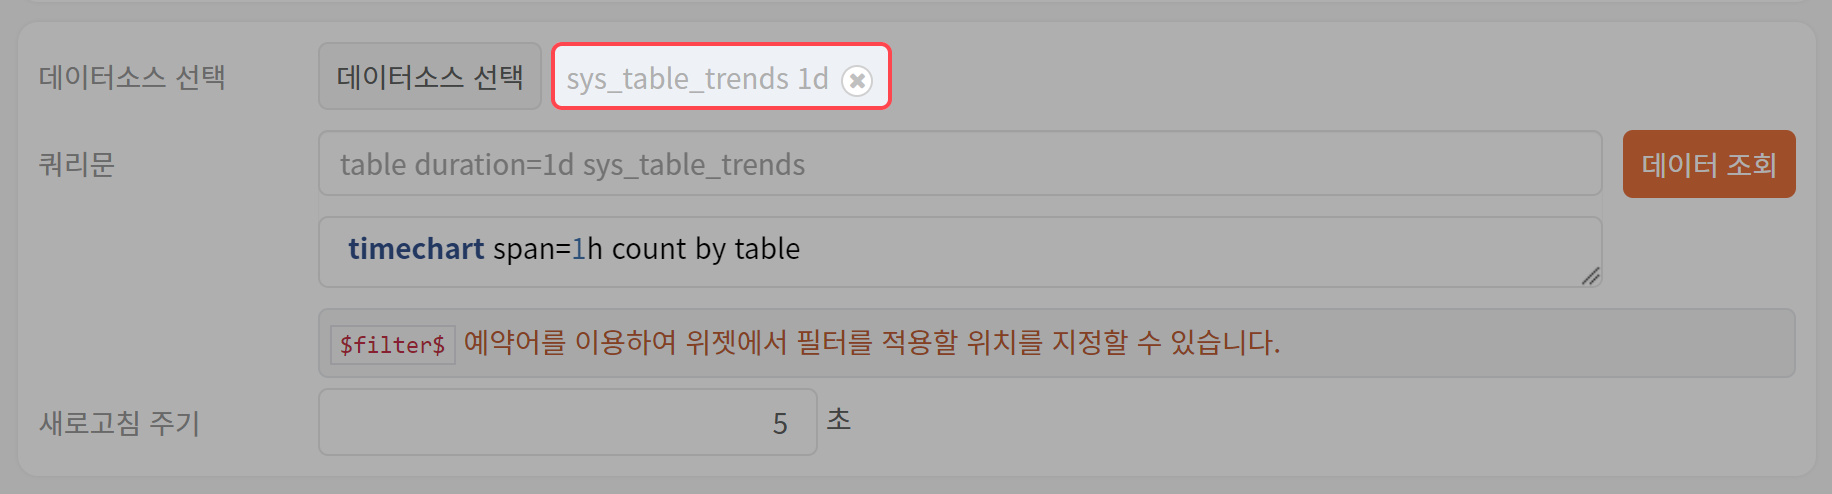 데이터소스 선택 데이터소스 선택 sys_table_trends 1d
쿼리문 table duration=1d sys_table_trends 데이터 조회
timechart span=1h count by table
$filter$ 예약어를 이용하여 위젯에서 필터를 적용할 위치를 지정할 수 있습니다.
새로고침 주기 5 초